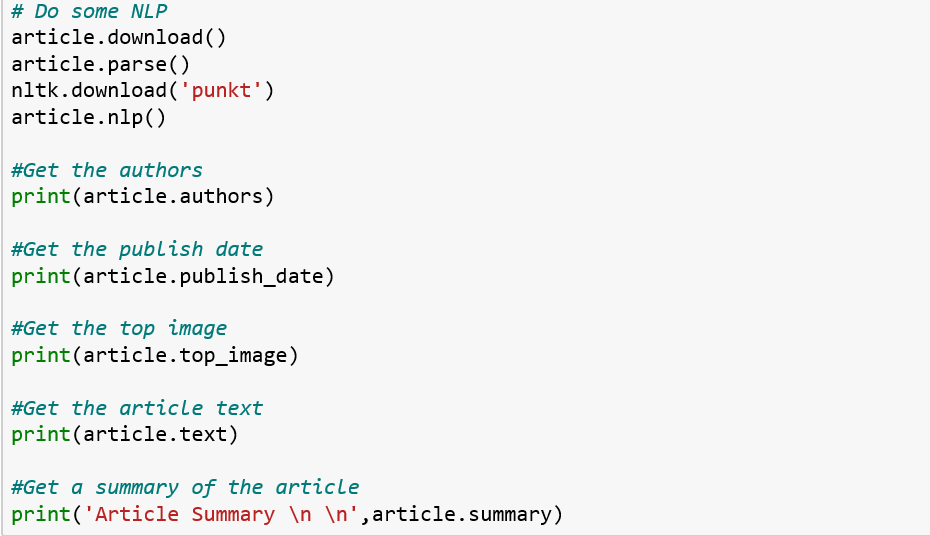 # Do some NLP
article.download()
article.parse()
nltk.download('punkt')
article.nlp()
#Get the authors
print(article.authors)
#Get the publish date
print(article.publish_date)
#Get the top image
print(article.top_image)
#Get the article text
print(article.text)
#Get a summary of the article
print('Article Summary \n \n',article.summary)